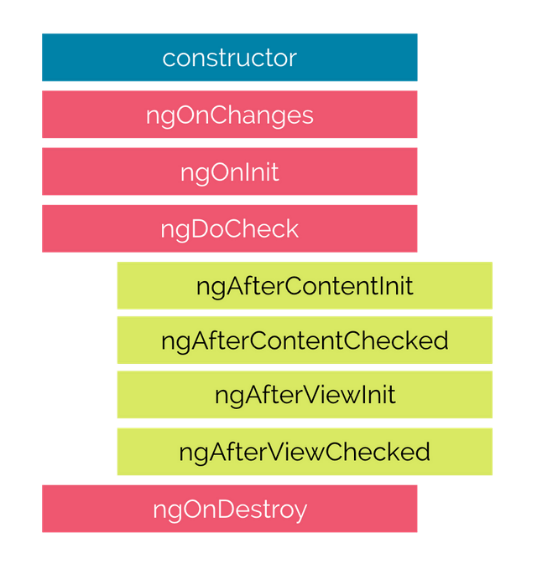 constructor
ngOnChanges
ngOnInit
ngDoCheck
ngAfterContentInit
ngAfterContentChecked
ngAfterViewInit
ngAfterViewChecked
ngOnDestroy